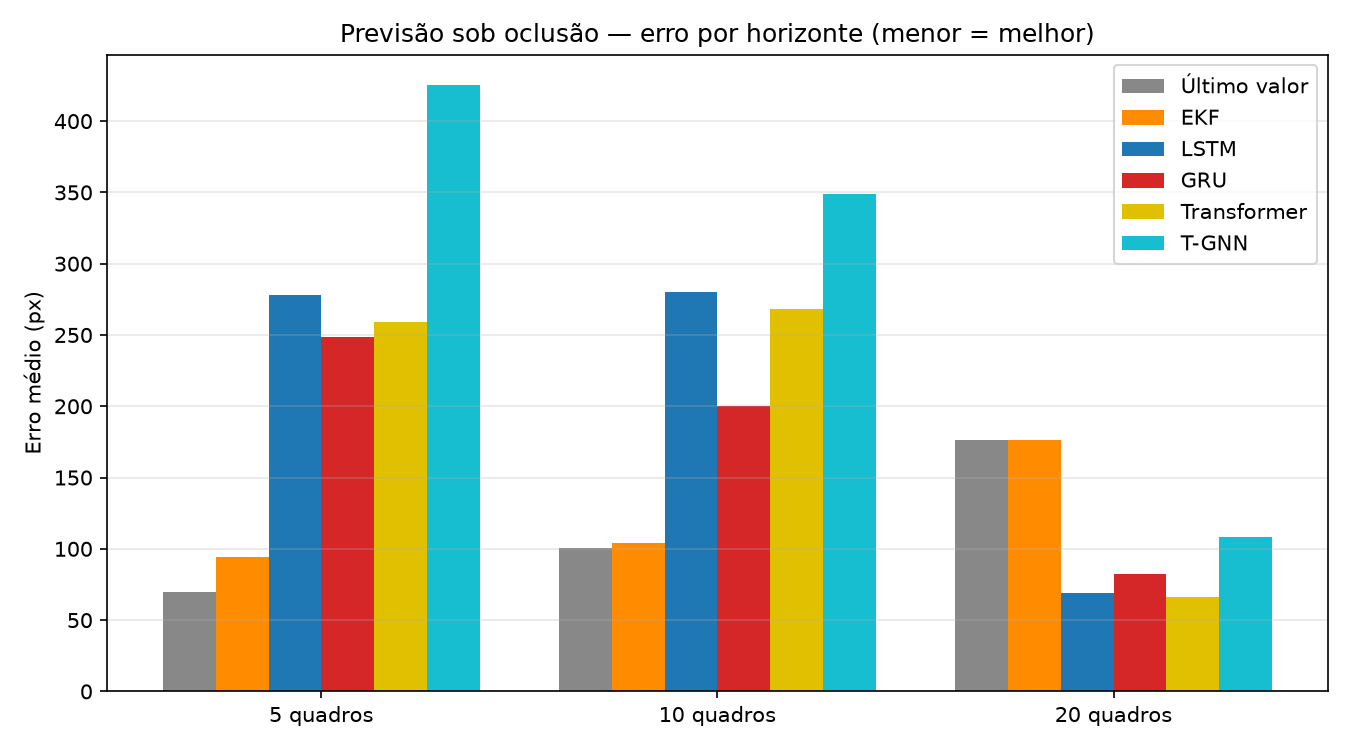 Previsão sob oclusão — erro por horizonte (menor = melhor)
Erro médio (px)
400
350
300
250
200
150
100
50
0
5 quadros
10 quadros
20 quadros
Último valor
EKF
LSTM
GRU
Transformer
T-GNN